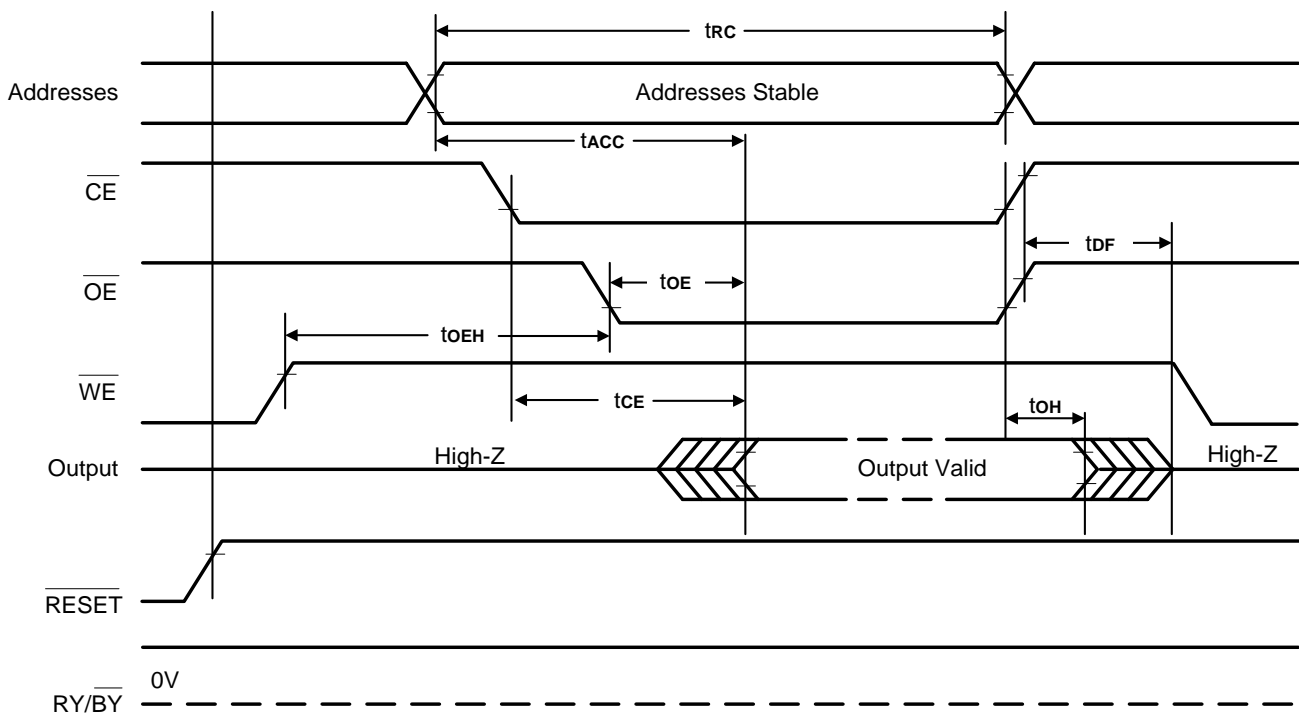 tRC
Addresses
Addresses Stable
tACC
CE
tDF
OE
tOE
tOEH
WE
tCE
tOH
High-Z
Output
Output Valid
High-Z
RESET
0V
RY/BY